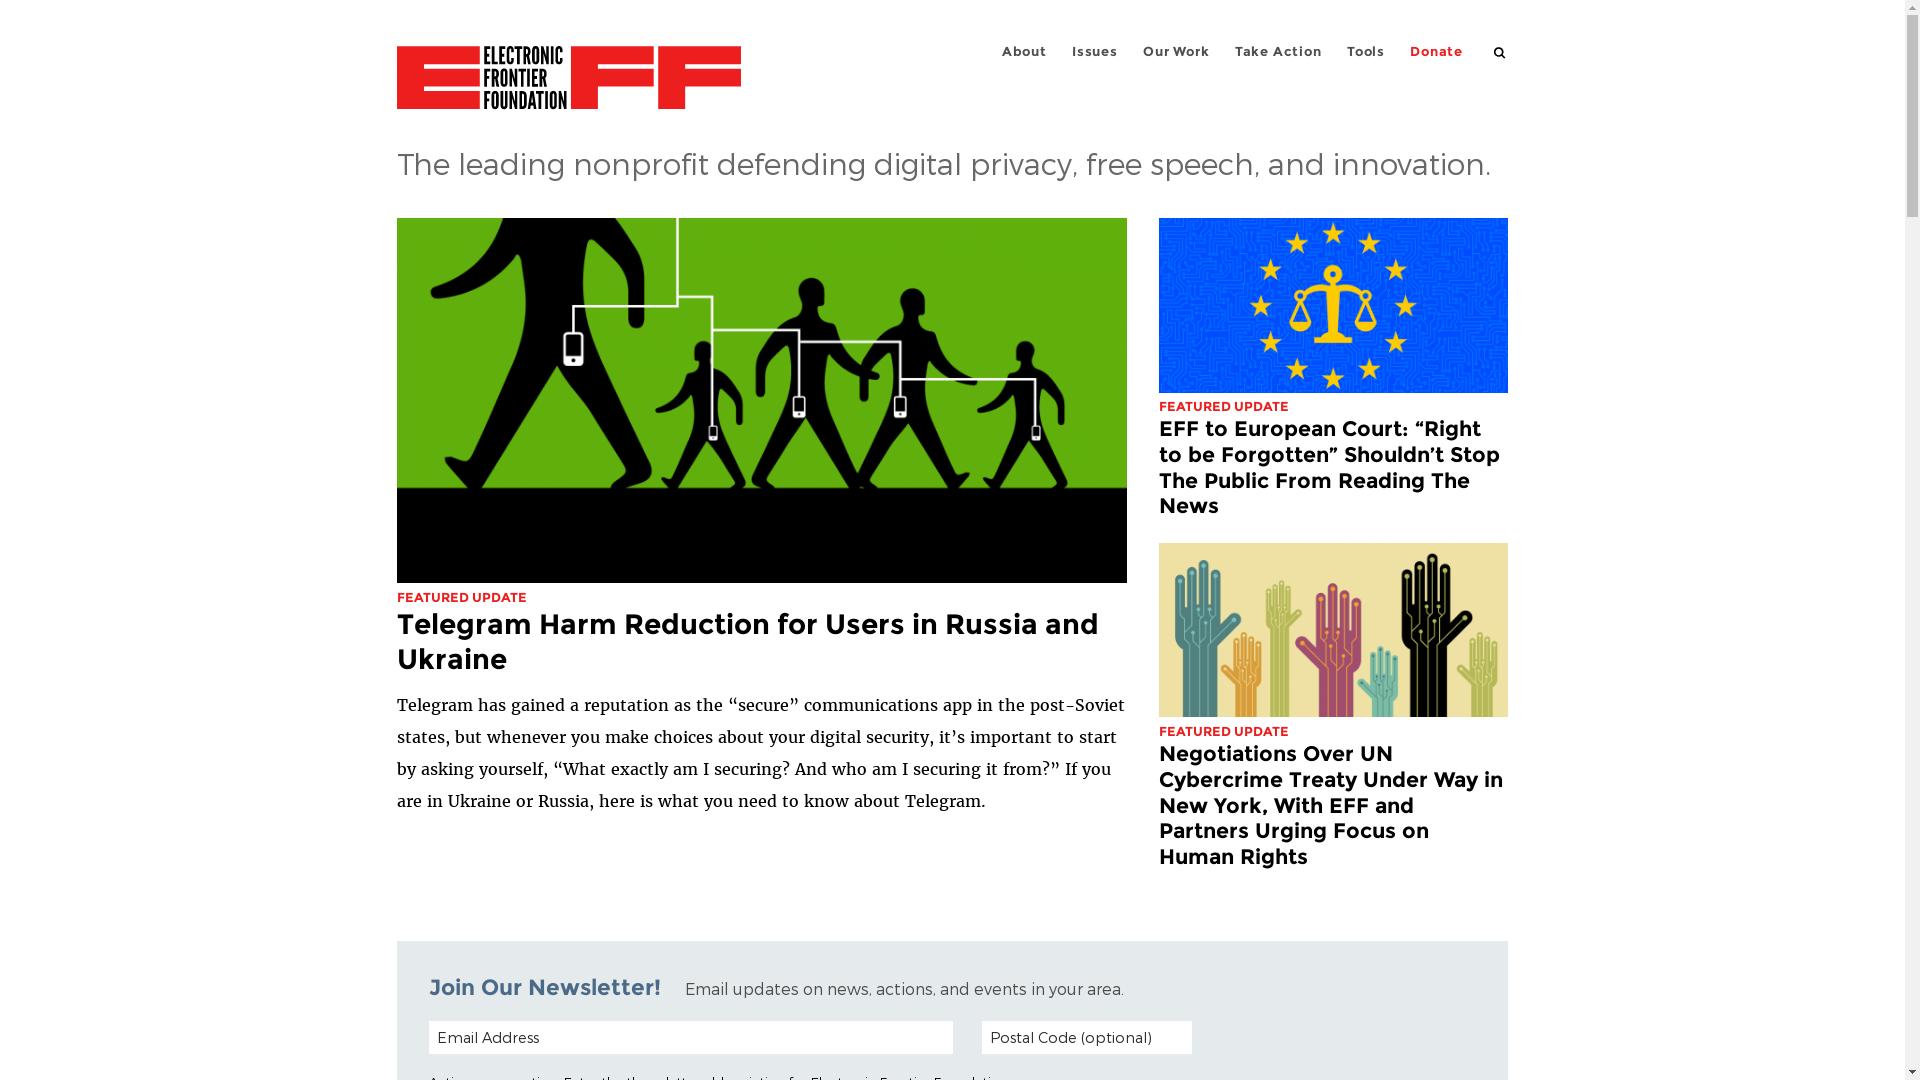 ELECTRONIC
FRONTIER
FOUNDATION
EFF
About Issues Our Work Take Action Tools Donate
The leading nonprofit defending digital privacy, free speech, and innovation.
FEATURED UPDATE
Telegram Harm Reduction for Users in Russia and
Ukraine
Telegram has gained a reputation as the “secure” communications app in the post-Soviet
states, but whenever you make choices about your digital security, it’s important to start
by asking yourself, “What exactly am I securing? And who am I securing it from?” If you
are in Ukraine or Russia, here is what you need to know about Telegram.
FEATURED UPDATE
EFF to European Court: “Right
to be Forgotten” Shouldn’t Stop
The Public From Reading The
News
FEATURED UPDATE
Negotiations Over UN
Cybercrime Treaty Under Way in
New York, With EFF and
Partners Urging Focus on
Human Rights
Join Our Newsletter! Email updates on news, actions, and events in your area.
Email Address
Postal Code (optional)